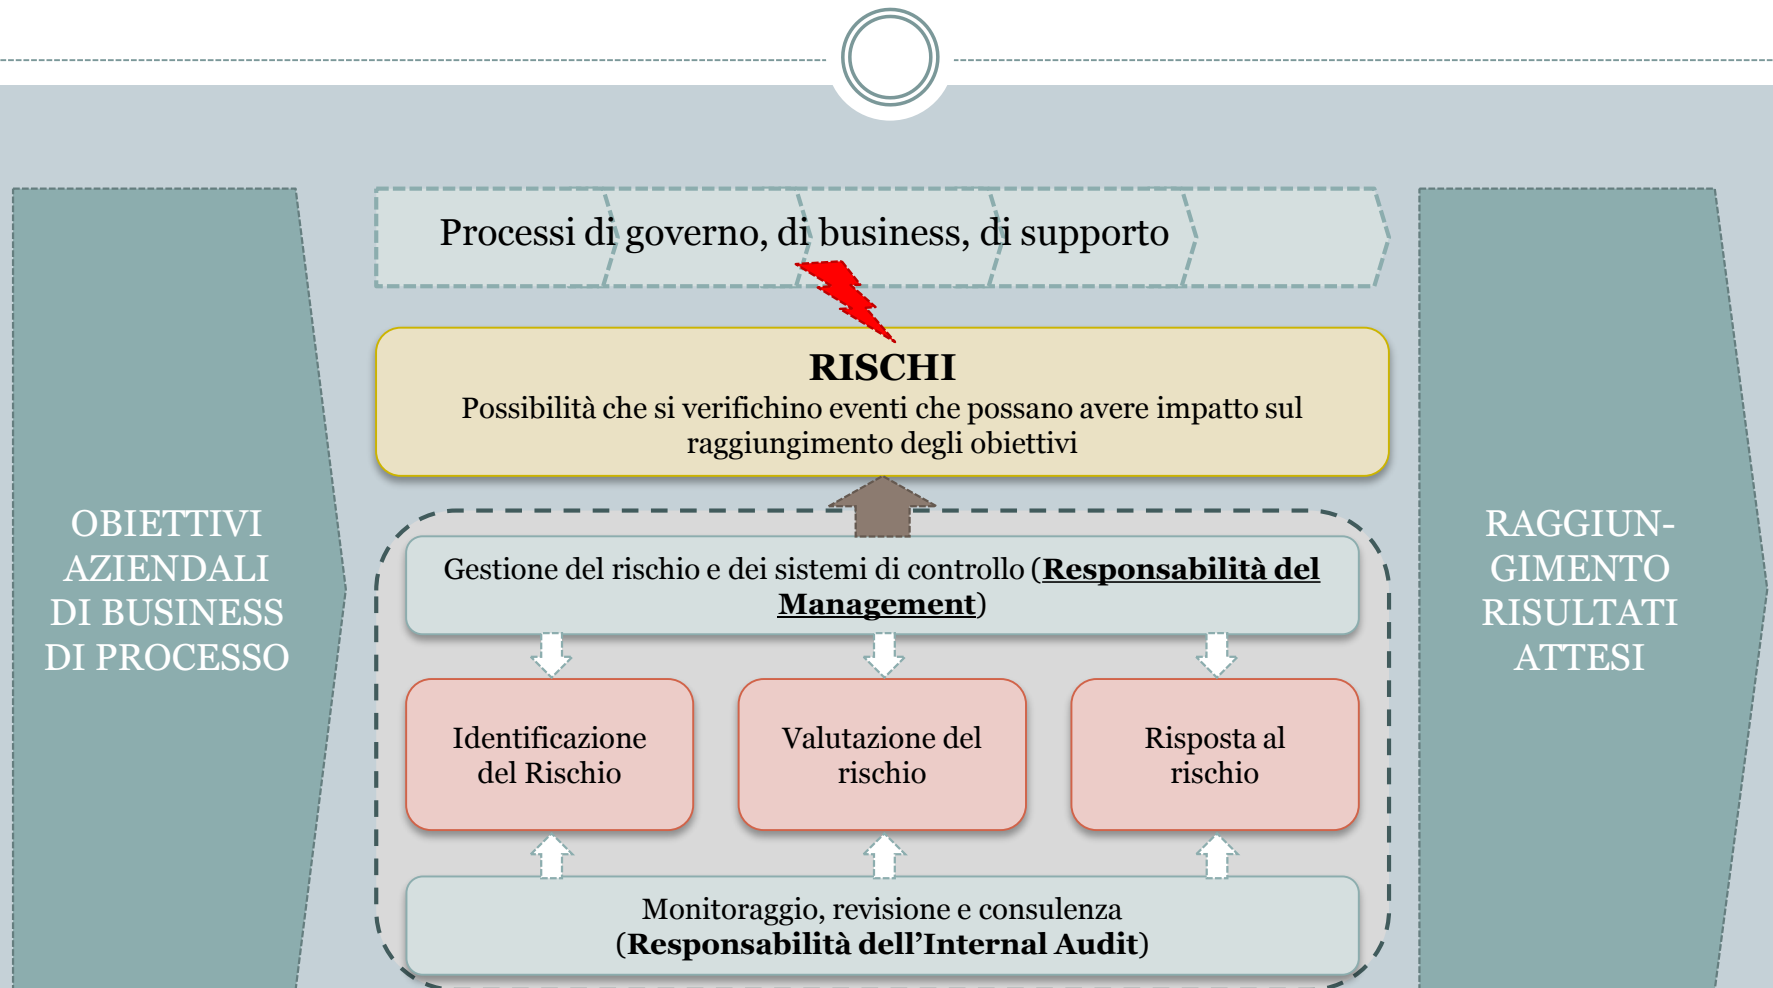 Processi di governo, di business, di supporto
RISCHI
Possibilità che si verifichino eventi che possano avere impatto sul
raggiungimento degli obiettivi
OBIETTIVI
AZIENDALI
DI BUSINESS
DI PROCESSO
Gestione del rischio e dei sistemi di controllo (Responsabilità del
Management)
Identificazione
del Rischio
Valutazione del
rischio
Risposta al
rischio
Monitoraggio, revisione e consulenza
(Responsabilità dell’Internal Audit)
RAGGIUN-
GIMENTO
RISULTATI
ATTESI